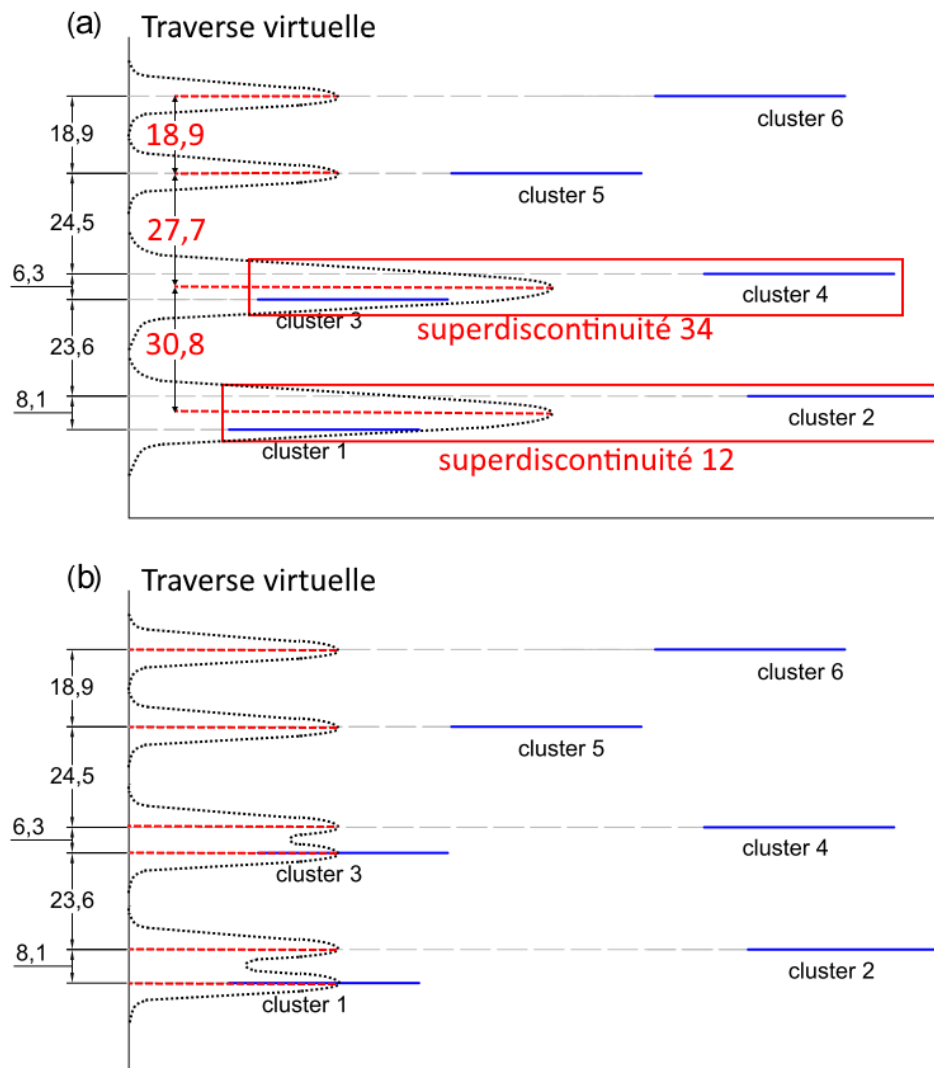 (a) Traverse virtuelle
cluster 6
18,9
18,9
cluster 5
24,5
27,7
6,3
cluster 4
cluster 3
superdiscontinuité 34
30,8
23,6
8,1
cluster 2
cluster 1
superdiscontinuité 12
(b) Traverse virtuelle
cluster 6
18,9
cluster 5
24,5
6,3
cluster 4
cluster 3
23,6
8,1
cluster 2
cluster 1